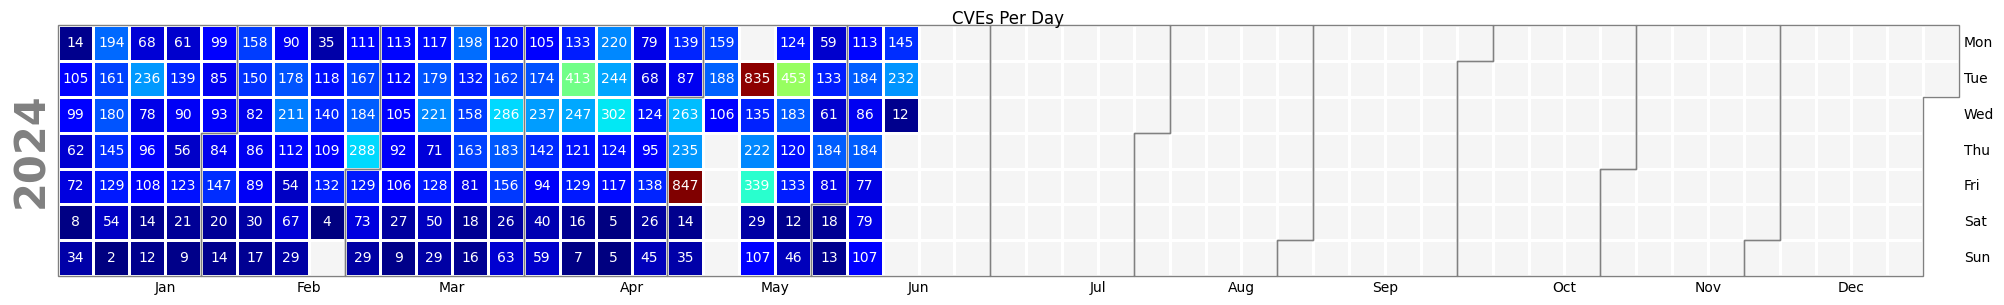 CVEs Per Day
2024
14 194 68 61 99 158 90 35 111 113 117 198 120 105 133 220 79 139 159 124 59 113 145 Mon
105 161 236 139 85 150 178 118 167 112 179 132 162 174 413 244 68 87 188 835 453 133 184 232 Tue
99 180 78 90 93 82 211 140 184 105 221 158 286 237 247 302 124 263 106 135 183 61 86 12 Wed
62 145 96 56 84 86 112 109 288 92 71 163 183 142 121 124 95 235 222 120 184 184 Thu
72 129 108 123 147 89 54 132 129 106 128 81 156 94 129 117 138 847 339 133 81 77 Fri
8 54 14 21 20 30 67 4 73 27 50 18 26 40 16 5 26 14 29 12 18 79 Sat
34 2 12 9 14 17 29 29 9 29 16 63 59 7 5 45 35 107 46 13 107 Sun
Jan Feb Mar Apr May Jun Jul Aug Sep Oct Nov Dec